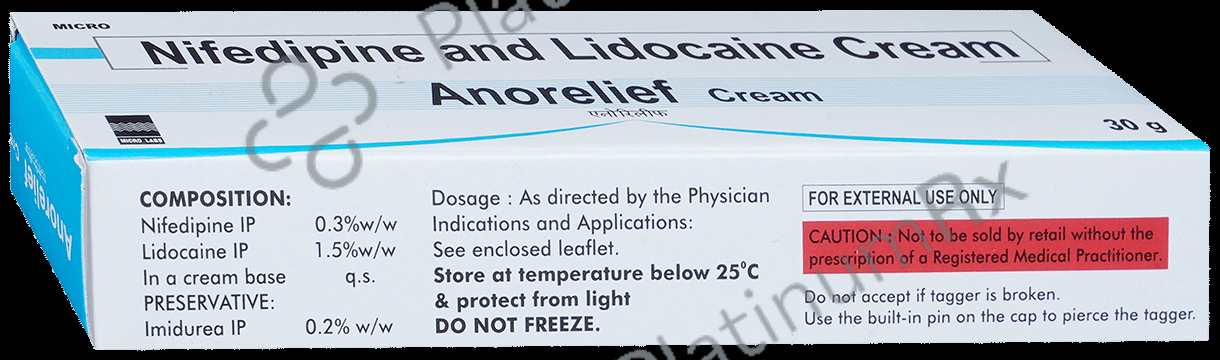 MICRO
Nifedipine and Lidocaine Cream
Anorelief Cream
एनोरिलीफ
30 g
MICRO LABS
Anorelief
COMPOSITION:
Nifedipine IP 0.3%w/w
Lidocaine IP 1.5%w/w
In a cream base q.s.
PRESERVATIVE:
Imidurea IP 0.2% w/w
Dosage : As directed by the Physician
Indications and Applications:
See enclosed leaflet.
Store at temperature below 25°C
& protect from light
DO NOT FREEZE.
FOR EXTERNAL USE ONLY
CAUTION : Not to be sold by retail without the
prescription of a Registered Medical Practitioner.
Do not accept if tagger is broken.
Use the built-in pin on the cap to pierce the tagger.
PlatinumRx